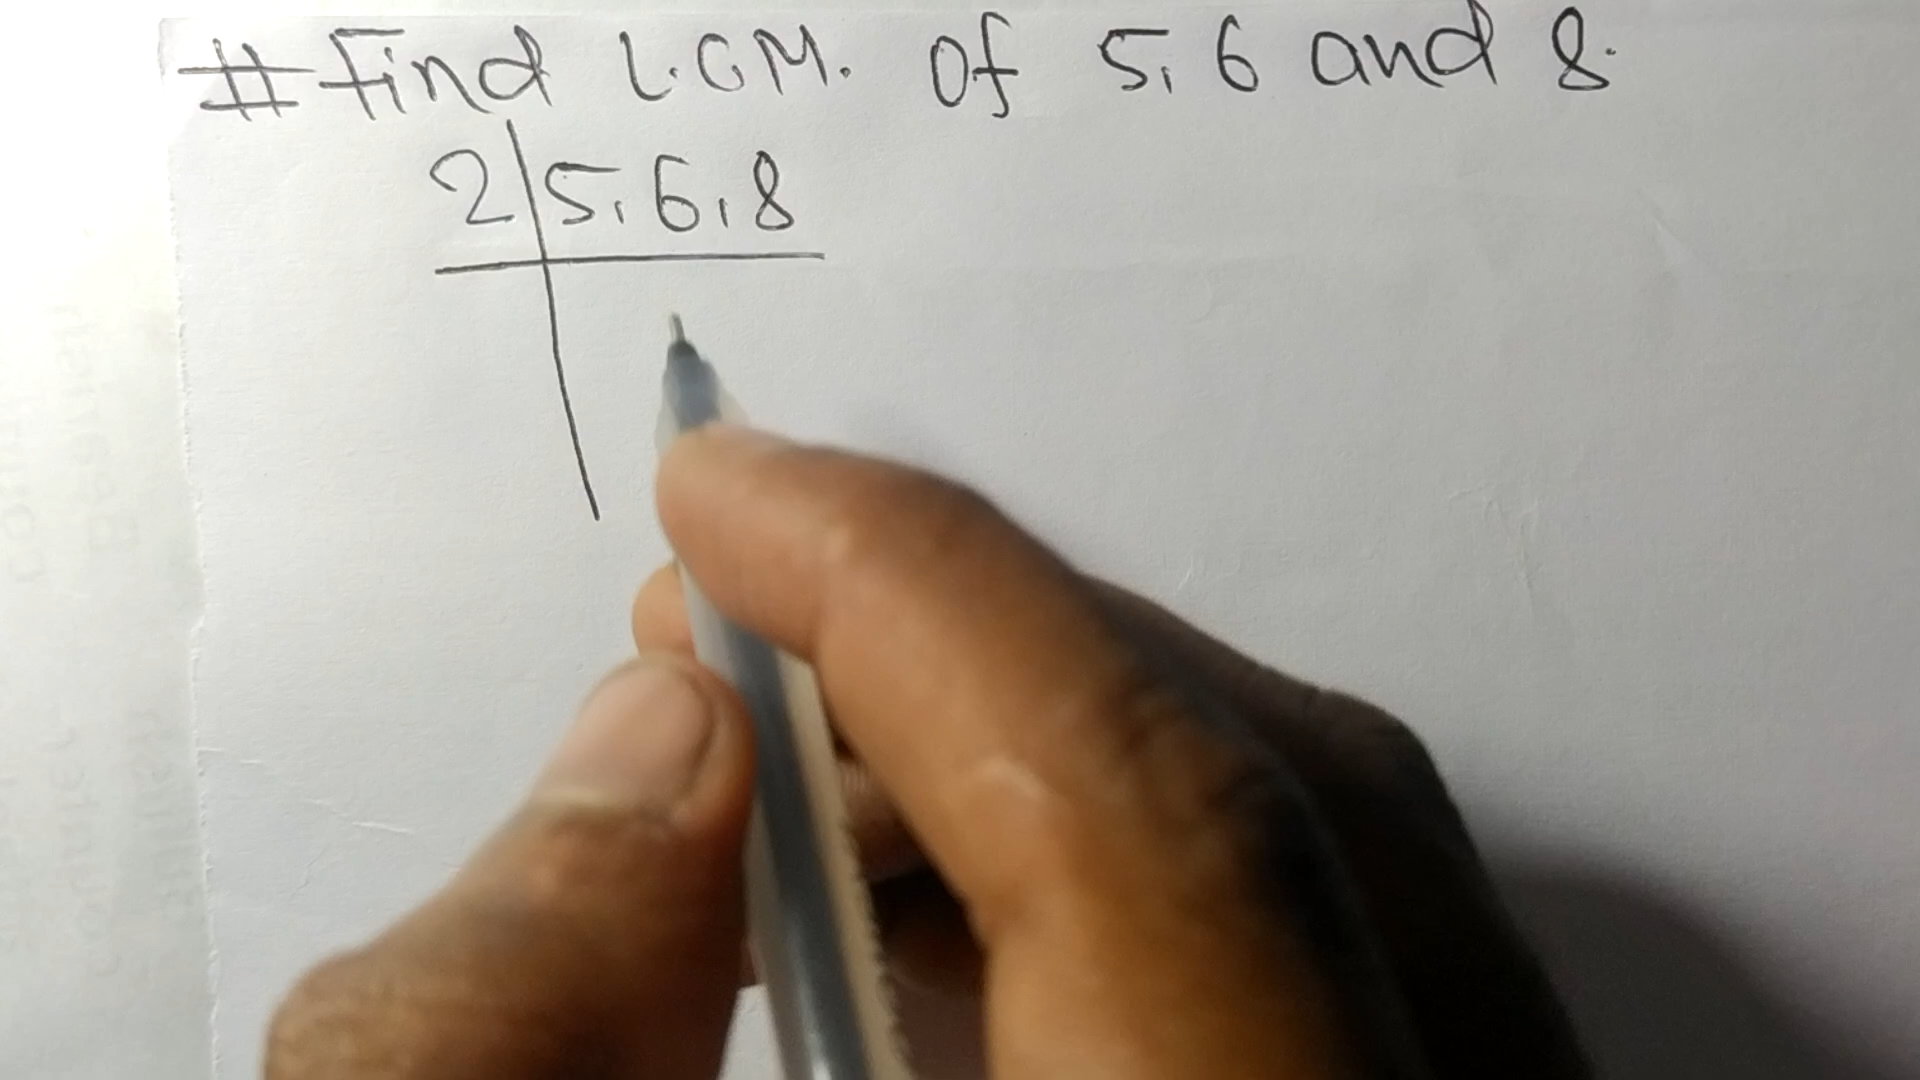 # Find L.C.M. Of 5, 6 and 8.
2 | 5, 6, 8